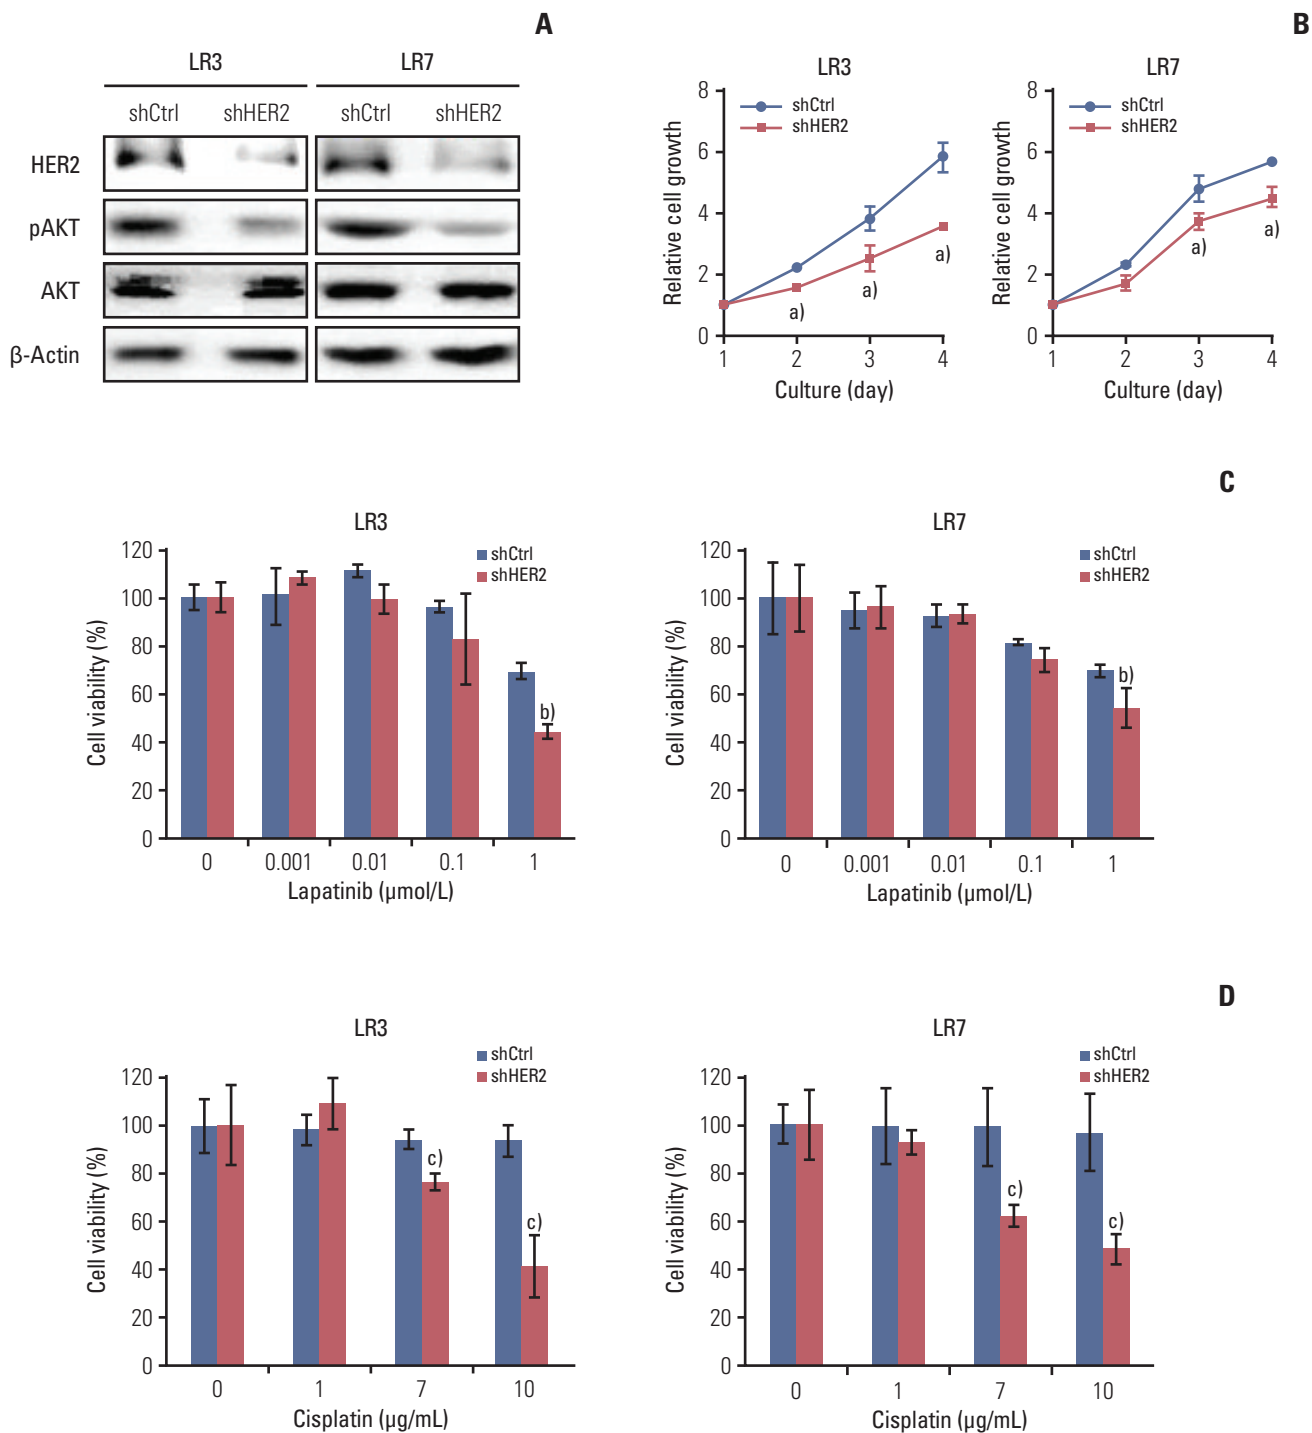 A
LR3 LR7
shCtrl shHER2 shCtrl shHER2
HER2
pAKT
AKT
β-Actin
B
LR3
8
6
4
2
0
Relative cell growth
shCtrl
shHER2
a)
a)
a)
1 2 3 4
Culture (day)
LR7
8
6
4
2
0
Relative cell growth
shCtrl
shHER2
a)
a)
1 2 3 4
Culture (day)
C
LR3
120
100
80
60
40
20
0
Cell viability (%)
shCtrl
shHER2
b)
0 0.001 0.01 0.1 1
Lapatinib (µmol/L)
LR7
120
100
80
60
40
20
0
Cell viability (%)
shCtrl
shHER2
b)
0 0.001 0.01 0.1 1
Lapatinib (µmol/L)
D
LR3
120
100
80
60
40
20
0
Cell viability (%)
shCtrl
shHER2
c)
c)
0 1 7 10
Cisplatin (µg/mL)
LR7
120
100
80
60
40
20
0
Cell viability (%)
shCtrl
shHER2
c)
c)
0 1 7 10
Cisplatin (µg/mL)